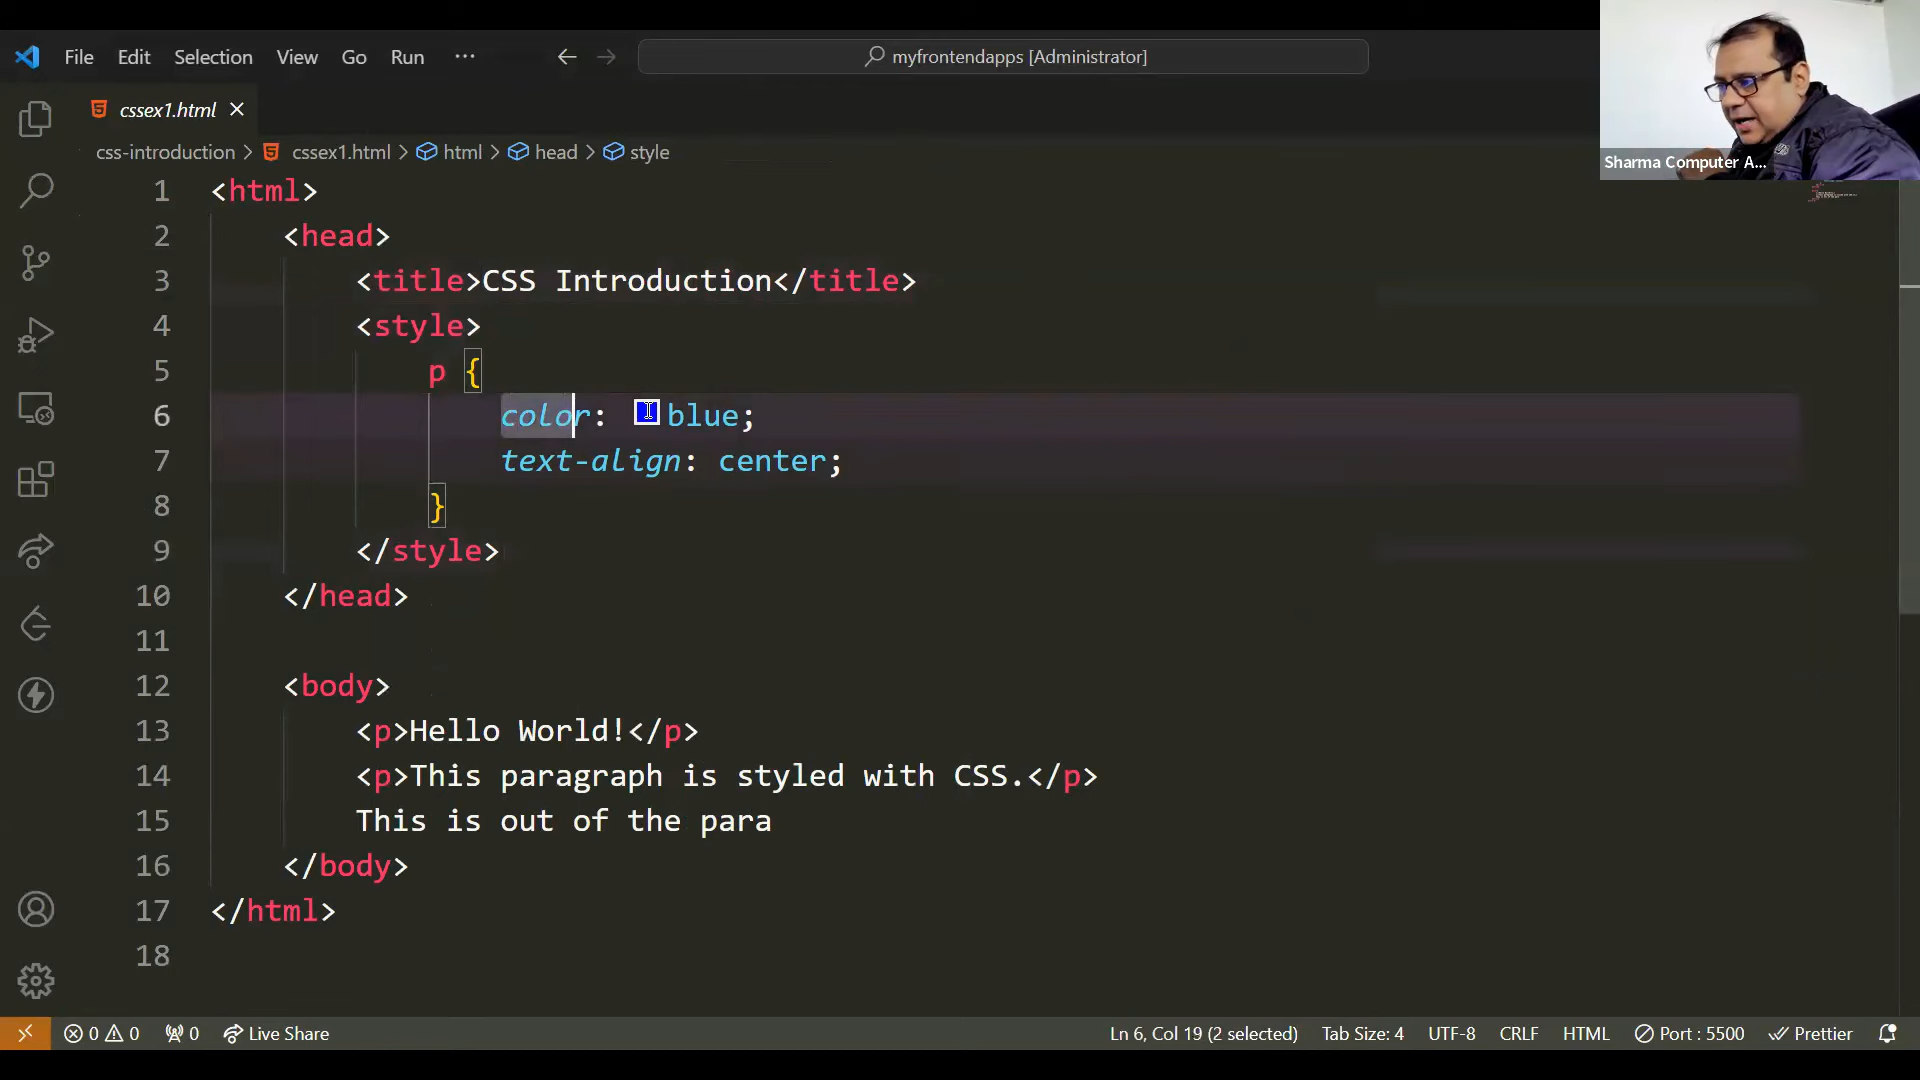 File Edit Selection View Go Run ··· myfrontendapps [Administrator]
cssex1.html
css-introduction > cssex1.html > html > head > style
Sharma Computer A...
1 <html>
2 <head>
3 <title>CSS Introduction</title>
4 <style>
5 p {
6 color: blue;
7 text-align: center;
8 }
9 </style>
10 </head>
11
12 <body>
13 <p>Hello World!</p>
14 <p>This paragraph is styled with CSS.</p>
15 This is out of the para
16 </body>
17 </html>
18
0 0 0 Live Share Ln 6, Col 19 (2 selected) Tab Size: 4 UTF-8 CRLF HTML Port : 5500 Prettier